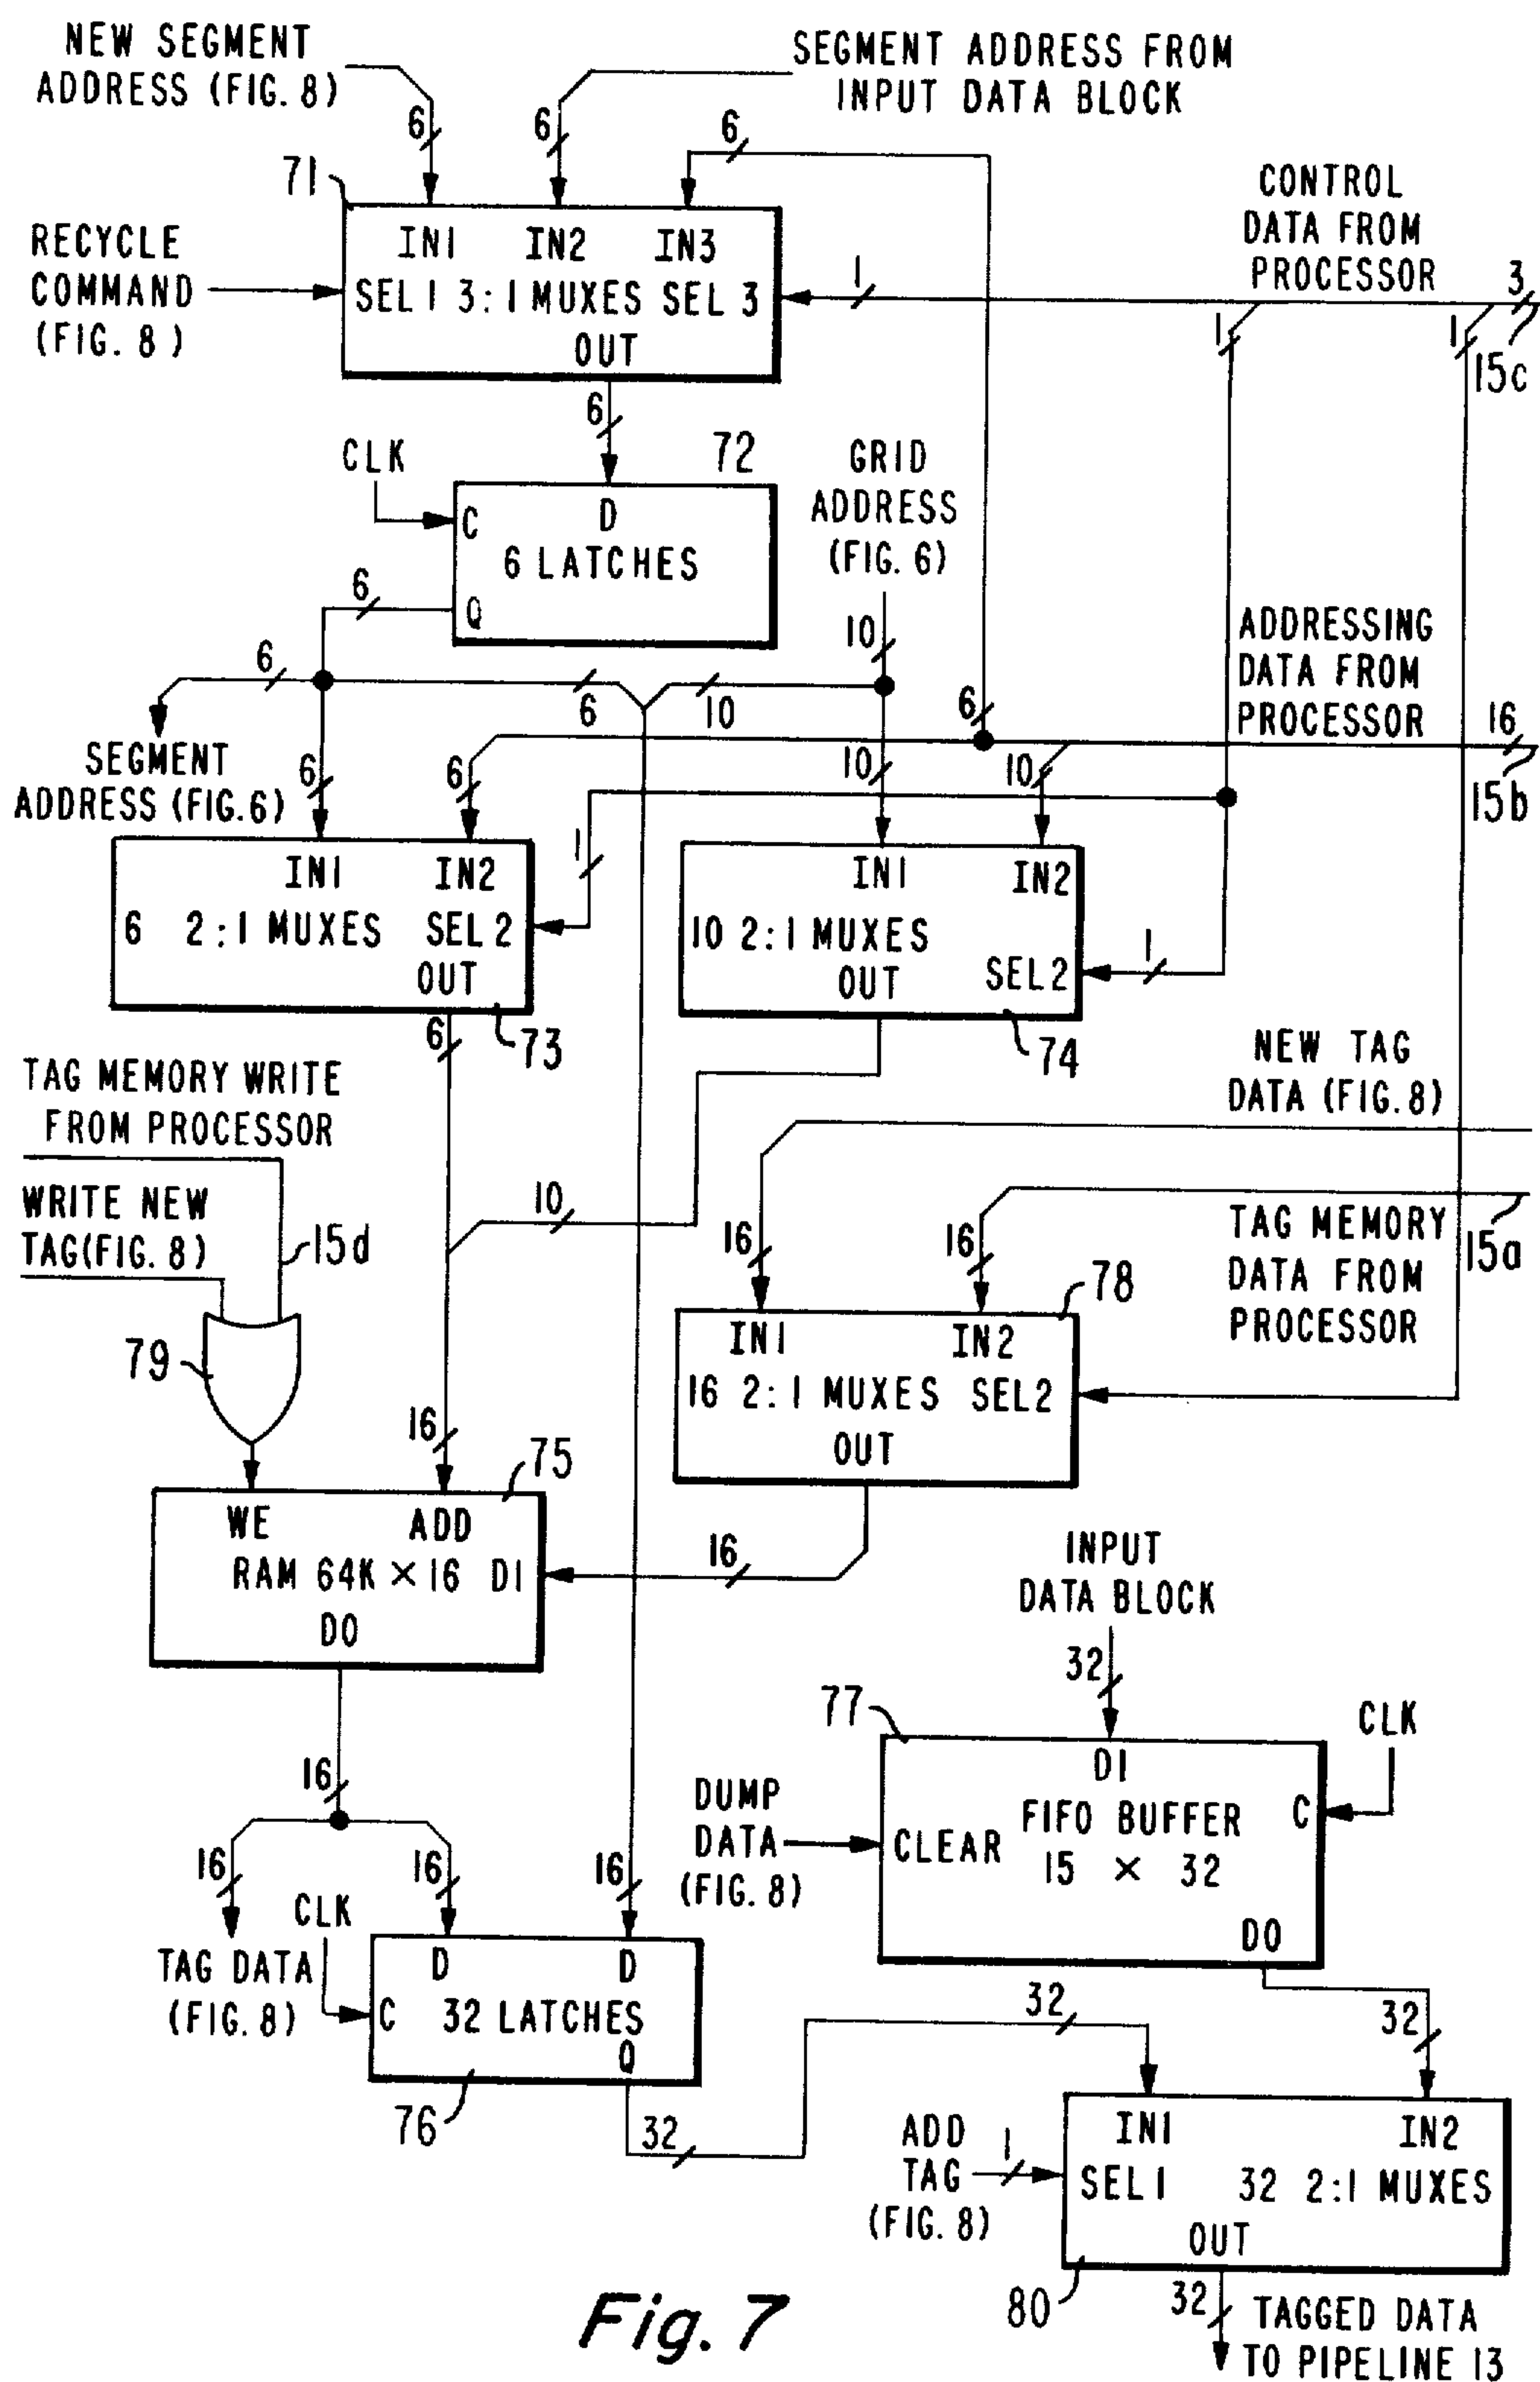 NEW SEGMENT
ADDRESS (FIG. 8)
SEGMENT ADDRESS FROM
INPUT DATA BLOCK
6
6
6
71
RECYCLE
COMMAND
(FIG. 8 )
IN1 IN2 IN3
SEL 1 3:1 MUXES SEL 3
OUT
1
CONTROL
DATA FROM
PROCESSOR
3
1
1
15c
6
CLK
72
C
D
6 LATCHES
Q
GRID
ADDRESS
(FIG. 6)
6
10
6
6
10
6
ADDRESSING
DATA FROM
PROCESSOR
16
15b
SEGMENT
ADDRESS (FIG.6)
6
6
10
10
1
IN1 IN2
6 2:1 MUXES SEL 2
OUT
73
6
IN1 IN2
10 2:1 MUXES
OUT SEL2
1
74
TAG MEMORY WRITE
FROM PROCESSOR
WRITE NEW
TAG(FIG. 8)
15d
10
NEW TAG
DATA (FIG. 8)
16
16
TAG MEMORY
DATA FROM
PROCESSOR
15a
78
79
IN1 IN2
16 2:1 MUXES SEL2
OUT
16
75
WE ADD
RAM 64K × 16 DI
DO
16
INPUT
DATA BLOCK
32
77
CLK
DI
FIFO BUFFER
15 × 32
C
CLEAR
DO
DUMP
DATA
(FIG. 8)
16
16
16
16
CLK
TAG DATA
(FIG. 8)
D D
C 32 LATCHES
Q
76
32
32
32
ADD
TAG
(FIG. 8)
1
IN1 IN2
SEL1 32 2:1 MUXES
OUT
80
32
TAGGED DATA
TO PIPELINE 13
Fig. 7